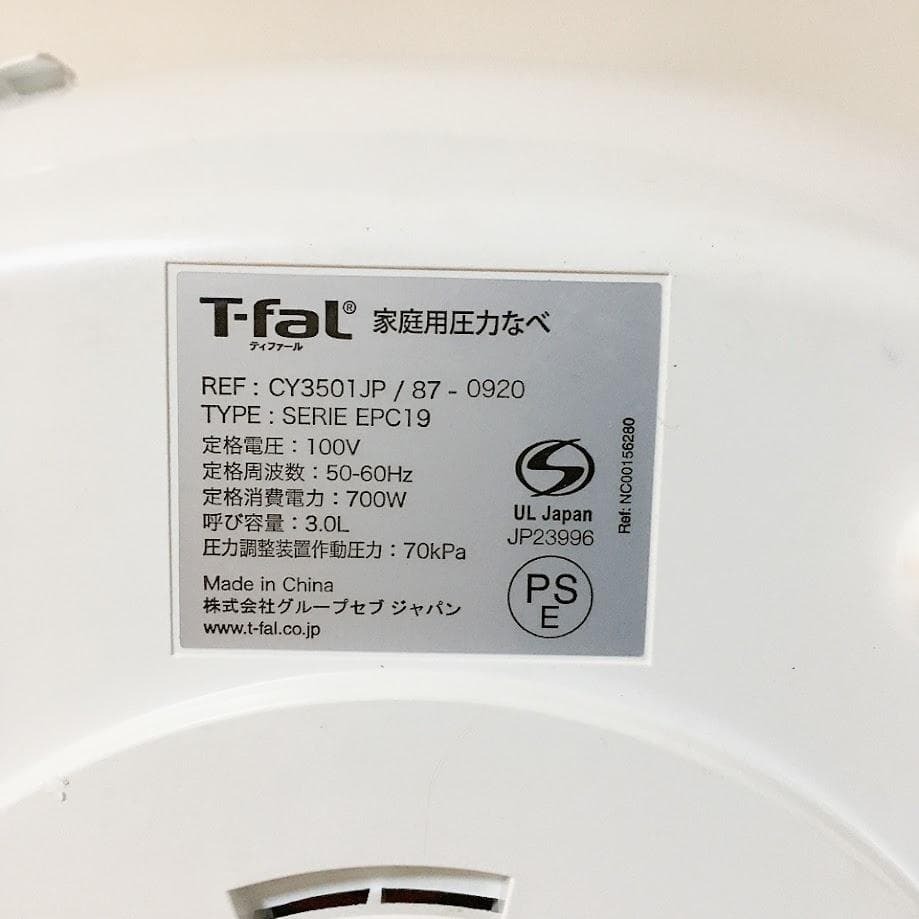 T-fal® 家庭用圧力なべ
ティファール
REF : CY3501JP / 87 - 0920
TYPE : SERIE EPC19
定格電圧：100V
定格周波数：50-60Hz
定格消費電力：700W
呼び容量：3.0L
圧力調整装置作動圧力：70kPa
Made in China
株式会社グループセブ ジャパン
www.t-fal.co.jp
S
UL Japan
JP23996
PS
E
Ref: NC00156280